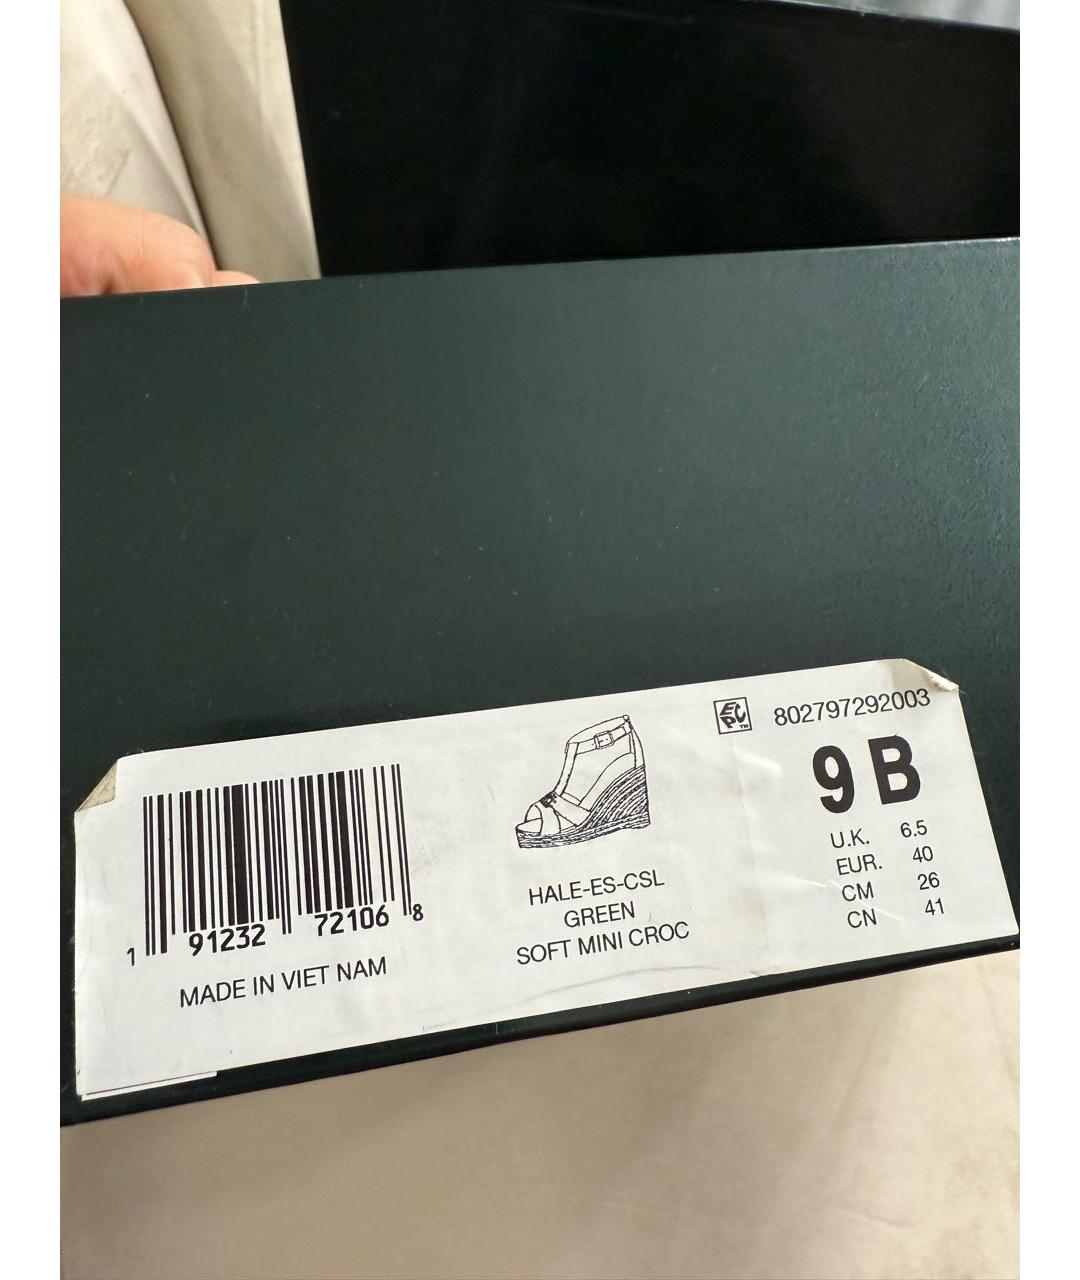 EPC™ 802797292003
9 B
U.K. 6.5
EUR. 40
CM 26
CN 41
HALE-ES-CSL
GREEN
SOFT MINI CROC
1 91232 72106 8
MADE IN VIET NAM